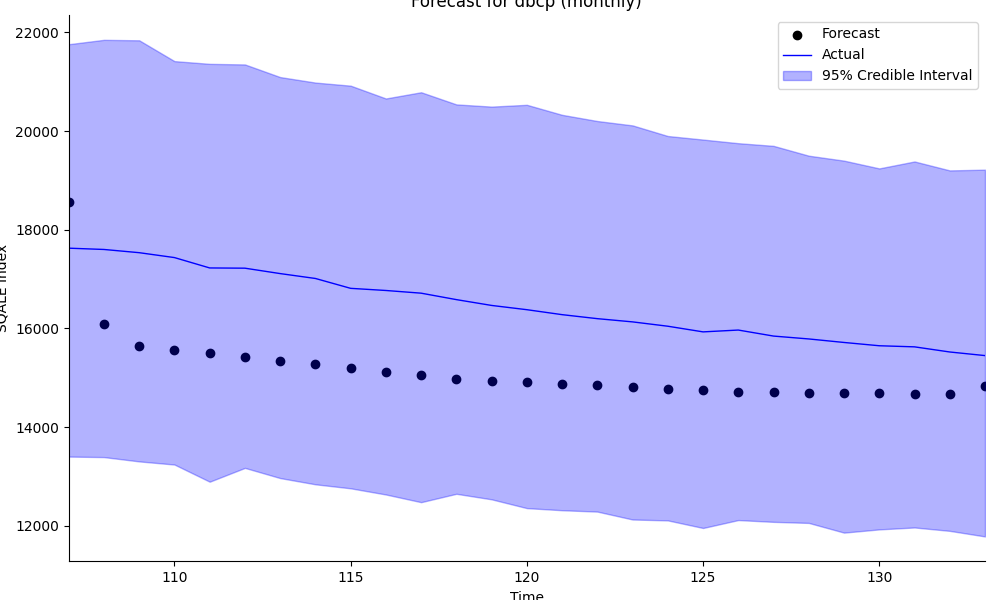 Forecast for dbcp (monthly)
Forecast
Actual
95% Credible Interval
22000
20000
18000
16000
14000
12000
SQALE Index
110
115
120
125
130
Time